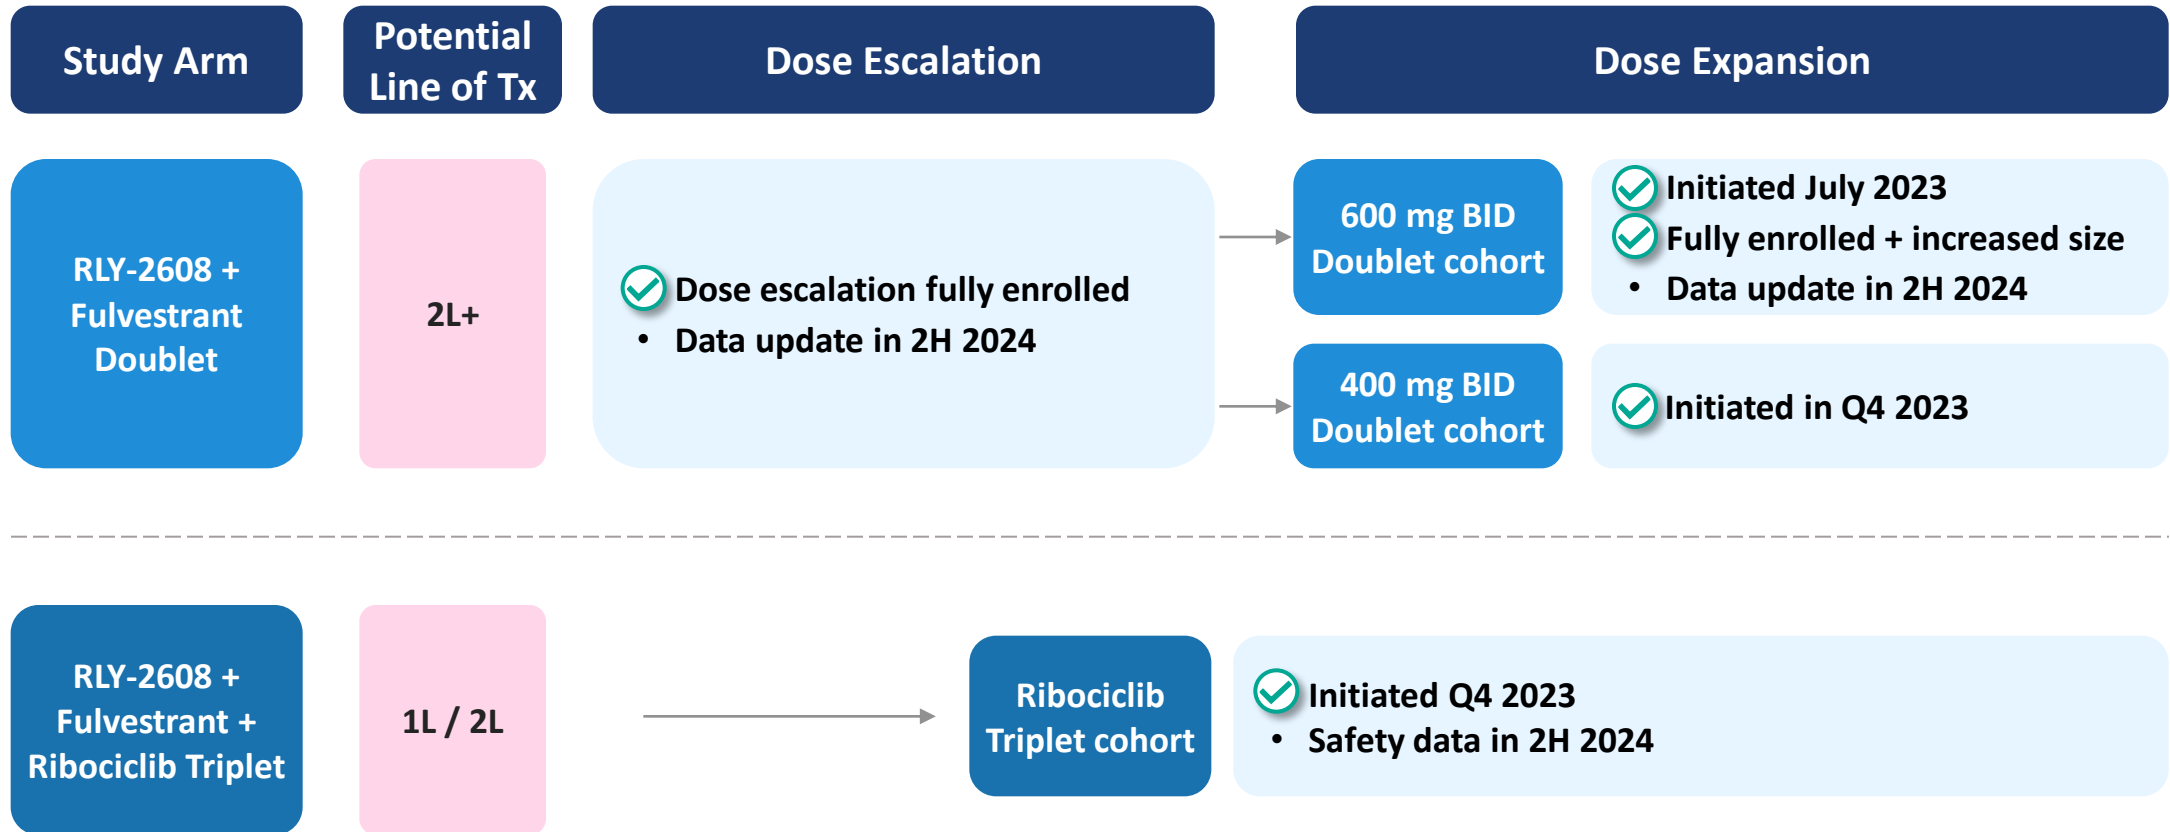 Study Arm
Potential
Line of Tx
Dose Escalation
Dose Expansion
RLY-2608 +
Fulvestrant
Doublet
2L+
Dose escalation fully enrolled
• Data update in 2H 2024
600 mg BID
Doublet cohort
Initiated July 2023
Fully enrolled + increased size
• Data update in 2H 2024
400 mg BID
Doublet cohort
Initiated in Q4 2023
RLY-2608 +
Fulvestrant +
Ribociclib Triplet
1L / 2L
Ribociclib
Triplet cohort
Initiated Q4 2023
• Safety data in 2H 2024